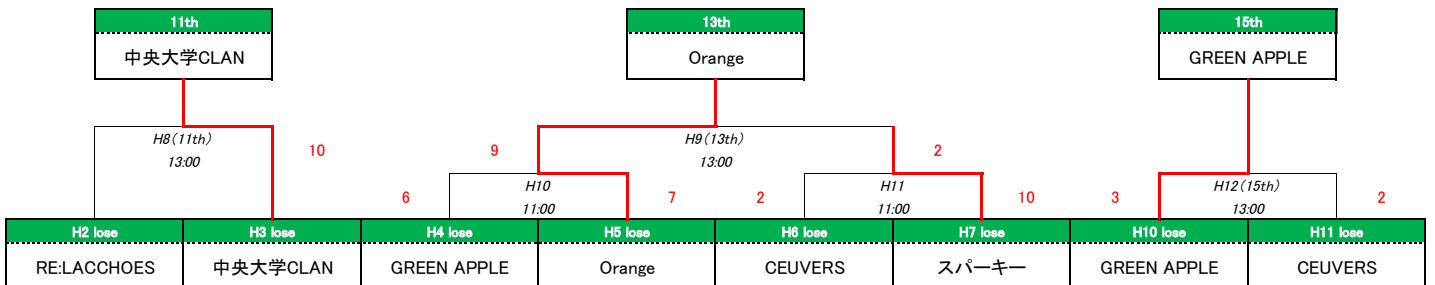 11th
13th
15th
中央大学CLAN
Orange
GREEN APPLE
H8(11th)
13:00
10
9
H9(13th)
13:00
2
6
H10
11:00
7
2
H11
11:00
10
3
H12(15th)
13:00
2
H2 lose
H3 lose
H4 lose
H5 lose
H6 lose
H7 lose
H10 lose
H11 lose
RE:LACCHOES
中央大学CLAN
GREEN APPLE
Orange
CEUVERS
スパーキー
GREEN APPLE
CEUVERS